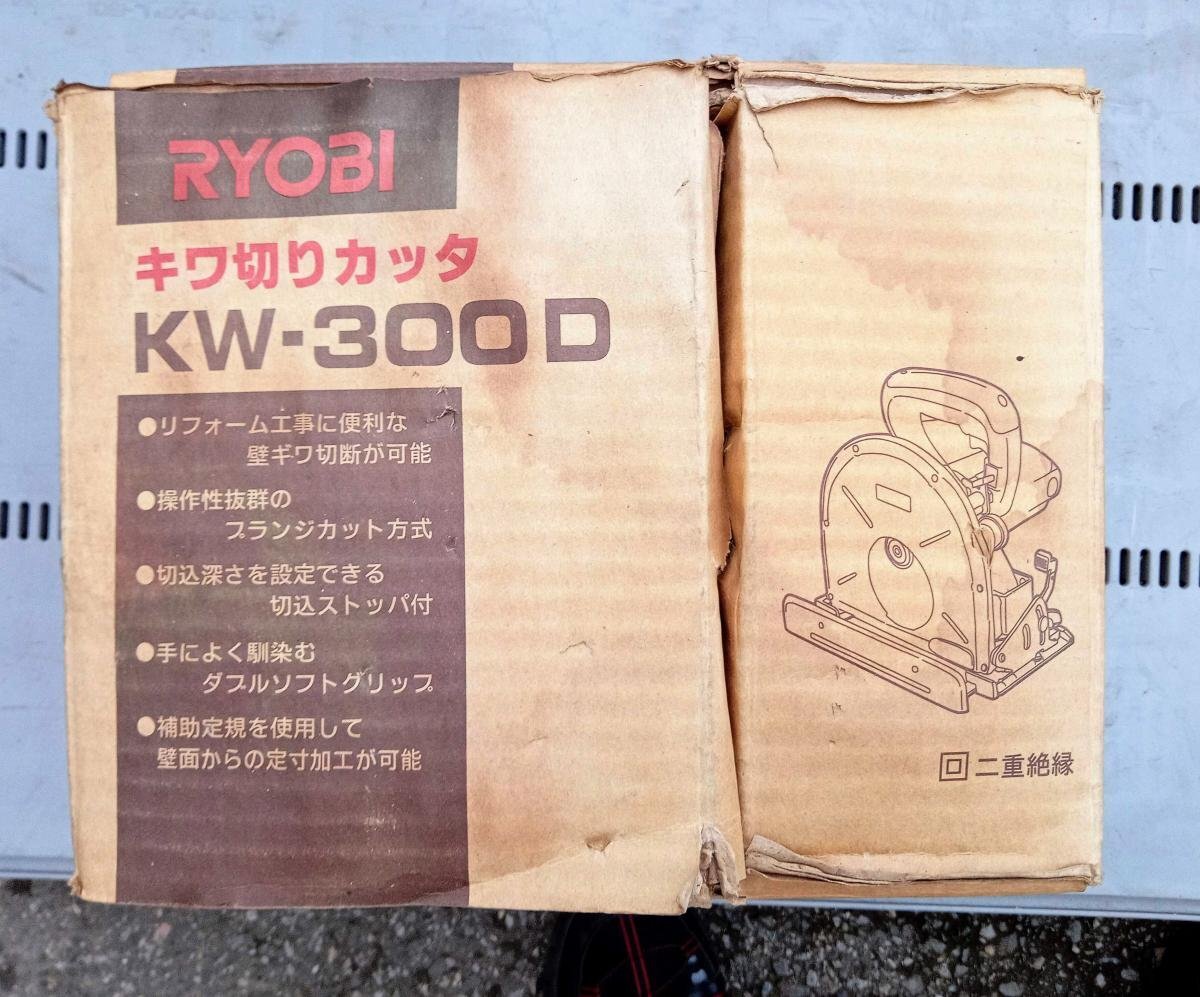 RYOBI
キワ切りカッタ
KW-300D
●リフォーム工事に便利な
壁ギワ切断が可能
●操作性抜群の
プランジカット方式
●切込深さを設定できる
切込ストッパ付
●手によく馴染む
ダブルソフトグリップ
●補助定規を使用して
壁面からの定寸加工が可能
回 二重絶縁